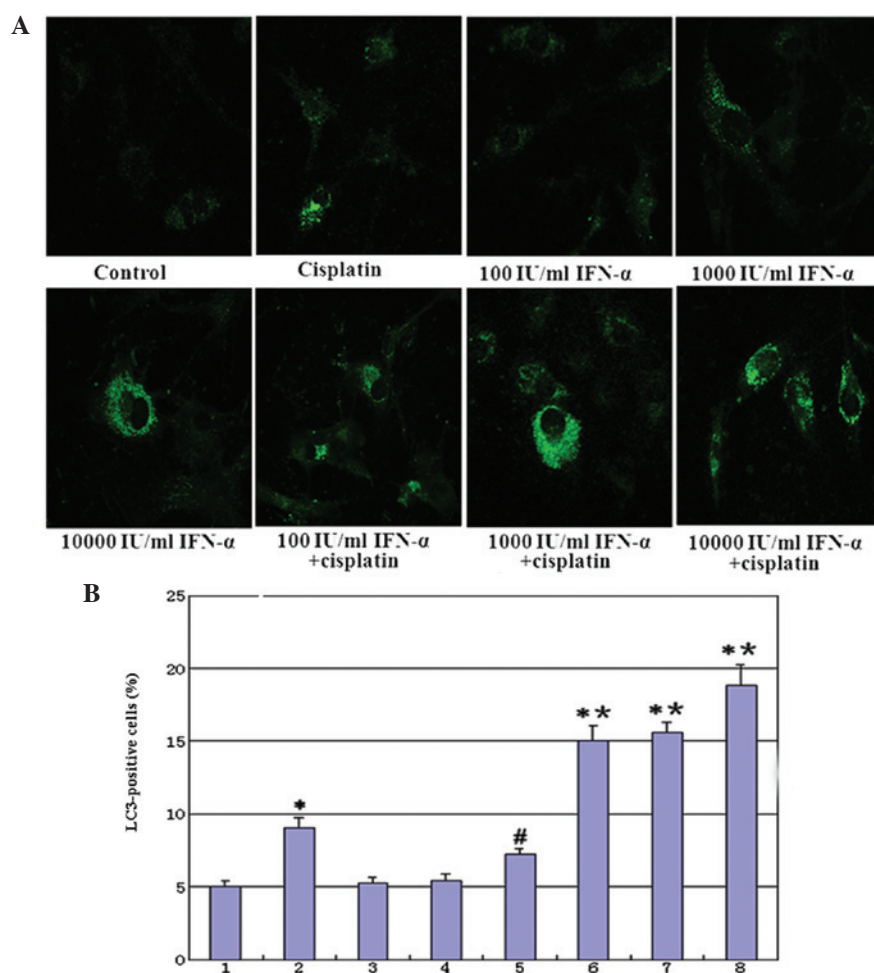 A
Control
Cisplatin
100 IU/ml IFN-α
1000 IU/ml IFN-α
10000 IU/ml IFN-α
100 IU/ml IFN-α
+cisplatin
1000 IU/ml IFN-α
+cisplatin
10000 IU/ml IFN-α
+cisplatin
B
LC3-positive cells (%)
25
20
15
10
5
0
*
#
**
**
**
1 2 3 4 5 6 7 8